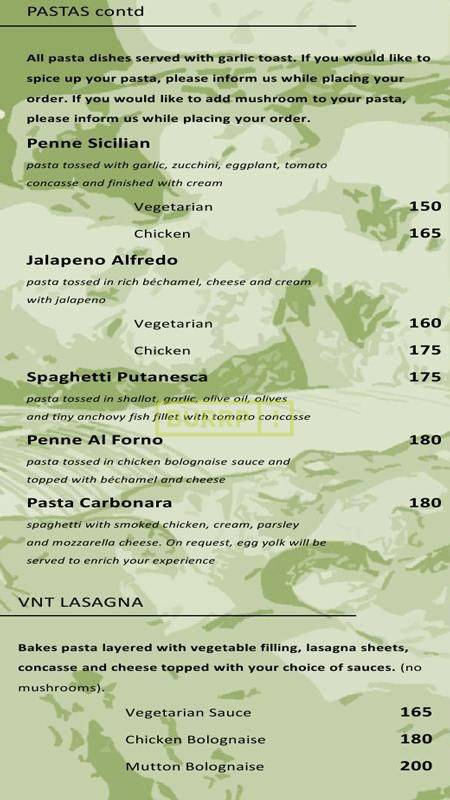 PASTAS contd
All pasta dishes served with garlic toast. If you would like to
spice up your pasta, please inform us while placing your
order. If you would like to add mushroom to your pasta,
please inform us while placing your order.
Penne Sicilian
pasta tossed with garlic, zucchini, eggplant, tomato
concasse and finished with cream
Vegetarian 150
Chicken 165
Jalapeno Alfredo
pasta tossed in rich béchamel, cheese and cream
with jalapeno
Vegetarian 160
Chicken 175
Spaghetti Putanesca 175
pasta tossed in shallot, garlic, olive oil, olives
and tiny anchovy fish fillet with tomato concasse
Penne Al Forno 180
pasta tossed in chicken bolognaise sauce and
topped with béchamel and cheese
Pasta Carbonara 180
spaghetti with smoked chicken, cream, parsley
and mozzarella cheese. On request, egg yolk will be
served to enrich your experience
VNT LASAGNA
Bakes pasta layered with vegetable filling, lasagna sheets,
concasse and cheese topped with your choice of sauces. (no
mushrooms).
Vegetarian Sauce 165
Chicken Bolognaise 180
Mutton Bolognaise 200